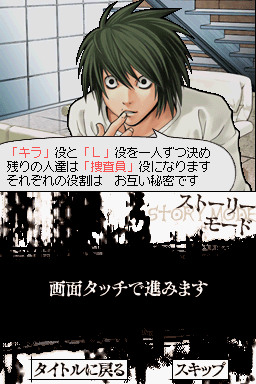 「キラ」役と「L」役を一人ずつ決め
残りの人達は「捜査員」役になります
それぞれの役割は お互い秘密です
ストーリー
STORY MODE
モード
画面タッチで進みます
タイトルに戻る
スキップ